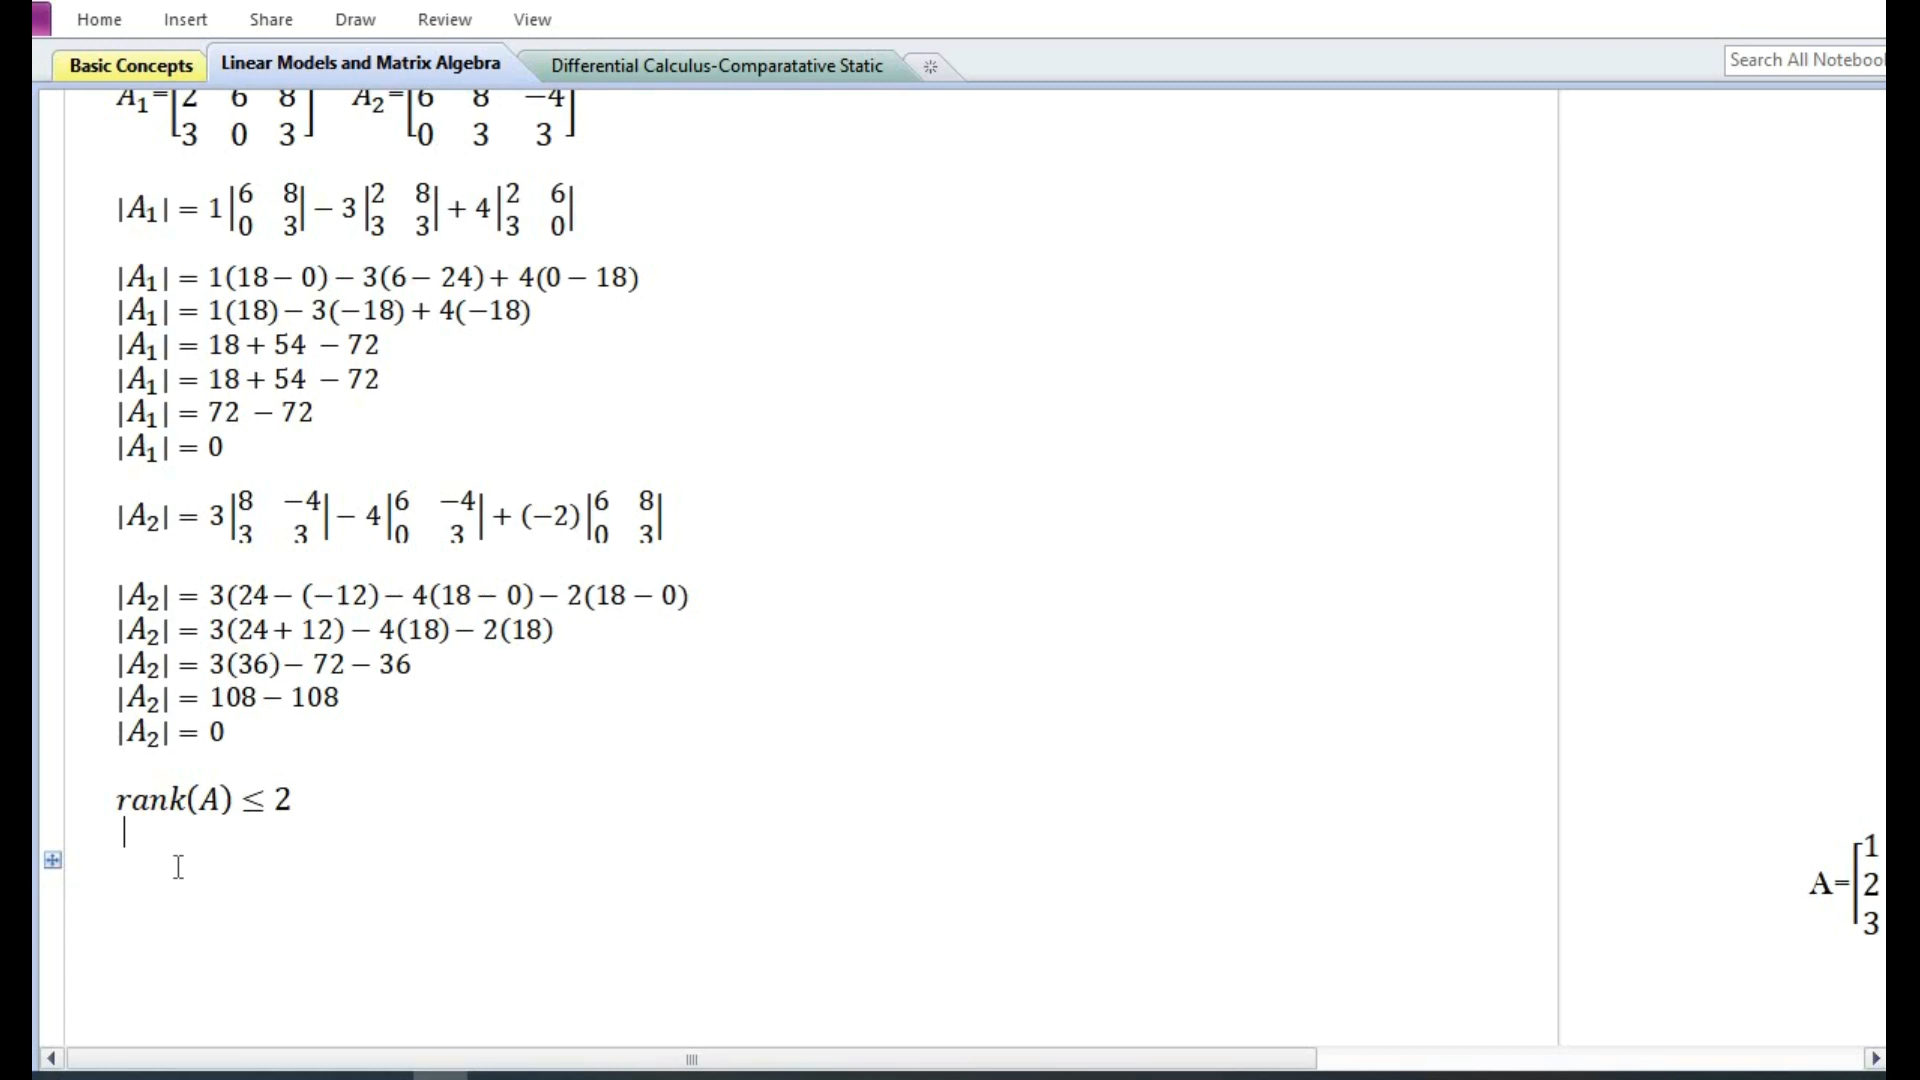 Home Insert Share Draw Review View
Basic Concepts Linear Models and Matrix Algebra Differential Calculus-Comparatative Static
Search All Notebool
A₁=[2 6 8] A₂=[6 8 −4]
[3 0 3] [0 3 3]
|A₁| = 1|6 8| − 3|2 8| + 4|2 6|
|0 3| |3 3| |3 0|
|A₁| = 1(18 − 0) − 3(6 − 24) + 4(0 − 18)
|A₁| = 1(18) − 3(−18) + 4(−18)
|A₁| = 18 + 54 − 72
|A₁| = 18 + 54 − 72
|A₁| = 72 − 72
|A₁| = 0
|A₂| = 3|8 −4| − 4|6 −4| + (−2)|6 8|
|3 3| |0 3| |0 3|
|A₂| = 3(24 − (−12) − 4(18 − 0) − 2(18 − 0)
|A₂| = 3(24 + 12) − 4(18) − 2(18)
|A₂| = 3(36) − 72 − 36
|A₂| = 108 − 108
|A₂| = 0
rank(A) ≤ 2
[1
A=[2
[3